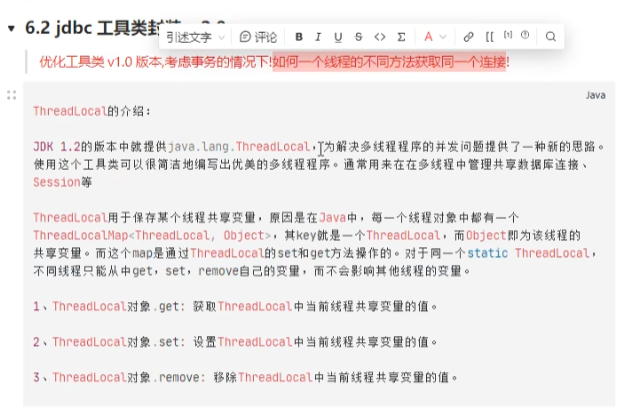 6.2 jdbc 工具类封装
引述文字 评论 B I U S <> Σ A
优化工具类 v1.0 版本,考虑事务的情况下!如何一个线程的不同方法获取同一个连接!
Java
ThreadLocal的介绍：
JDK 1.2的版本中就提供java.lang.ThreadLocal，为解决多线程程序的并发问题提供了一种新的思路。
使用这个工具类可以很简洁地编写出优美的多线程程序。通常用来在在多线程中管理共享数据库连接、
Session等
ThreadLocal用于保存某个线程共享变量，原因是在Java中，每一个线程对象中都有一个
ThreadLocalMap<ThreadLocal, Object>，其key就是一个ThreadLocal，而Object即为该线程的
共享变量。而这个map是通过ThreadLocal的set和get方法操作的。对于同一个static ThreadLocal，
不同线程只能从中get，set，remove自己的变量，而不会影响其他线程的变量。
1、ThreadLocal对象.get: 获取ThreadLocal中当前线程共享变量的值。
2、ThreadLocal对象.set: 设置ThreadLocal中当前线程共享变量的值。
3、ThreadLocal对象.remove: 移除ThreadLocal中当前线程共享变量的值。